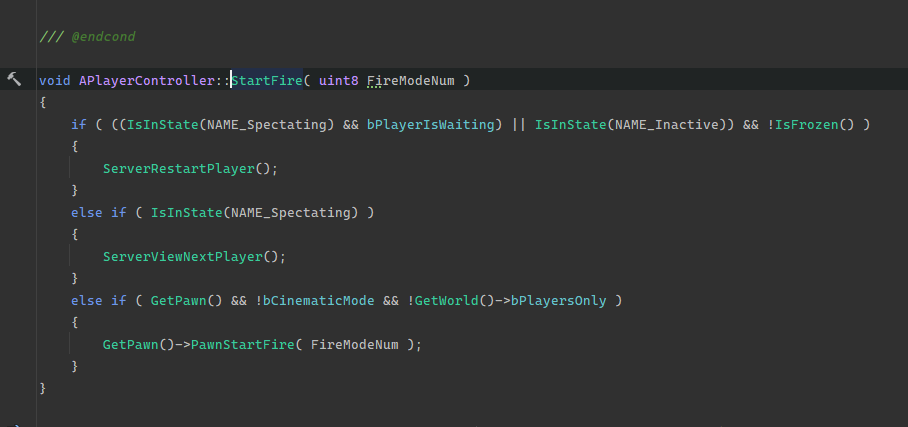 /// @endcond
void APlayerController::StartFire( uint8 FireModeNum )
{
if ( ((IsInState(NAME_Spectating) && bPlayerIsWaiting) || IsInState(NAME_Inactive)) && !IsFrozen() )
{
ServerRestartPlayer();
}
else if ( IsInState(NAME_Spectating) )
{
ServerViewNextPlayer();
}
else if ( GetPawn() && !bCinematicMode && !GetWorld()->bPlayersOnly )
{
GetPawn()->PawnStartFire( FireModeNum );
}
}